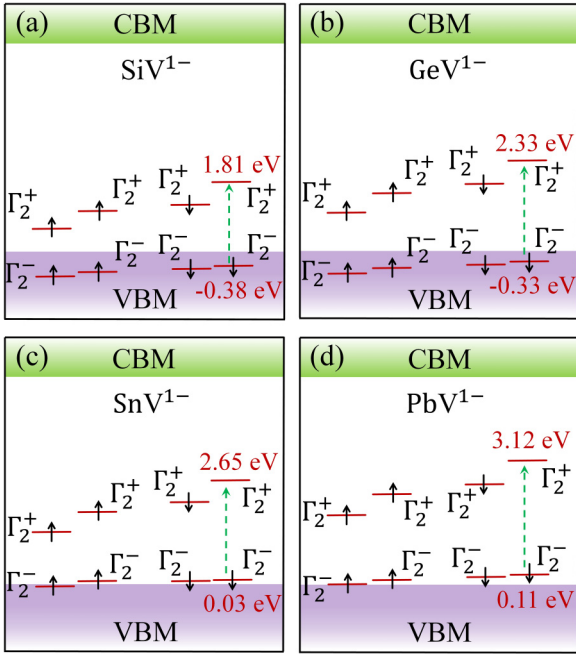 (a) CBM
SiV¹⁻
1.81 eV
Γ₂⁺ Γ₂⁺ Γ₂⁺ Γ₂⁺
Γ₂⁻ Γ₂⁻ Γ₂⁻ Γ₂⁻
VBM -0.38 eV
(b) CBM
GeV¹⁻
2.33 eV
Γ₂⁺ Γ₂⁺ Γ₂⁺ Γ₂⁺
Γ₂⁻ Γ₂⁻ Γ₂⁻ Γ₂⁻
VBM -0.33 eV
(c) CBM
SnV¹⁻
2.65 eV
Γ₂⁺ Γ₂⁺ Γ₂⁺ Γ₂⁺
Γ₂⁻ Γ₂⁻ Γ₂⁻ Γ₂⁻
0.03 eV
VBM
(d) CBM
PbV¹⁻
3.12 eV
Γ₂⁺ Γ₂⁺ Γ₂⁺ Γ₂⁺
Γ₂⁻ Γ₂⁻ Γ₂⁻ Γ₂⁻
0.11 eV
VBM